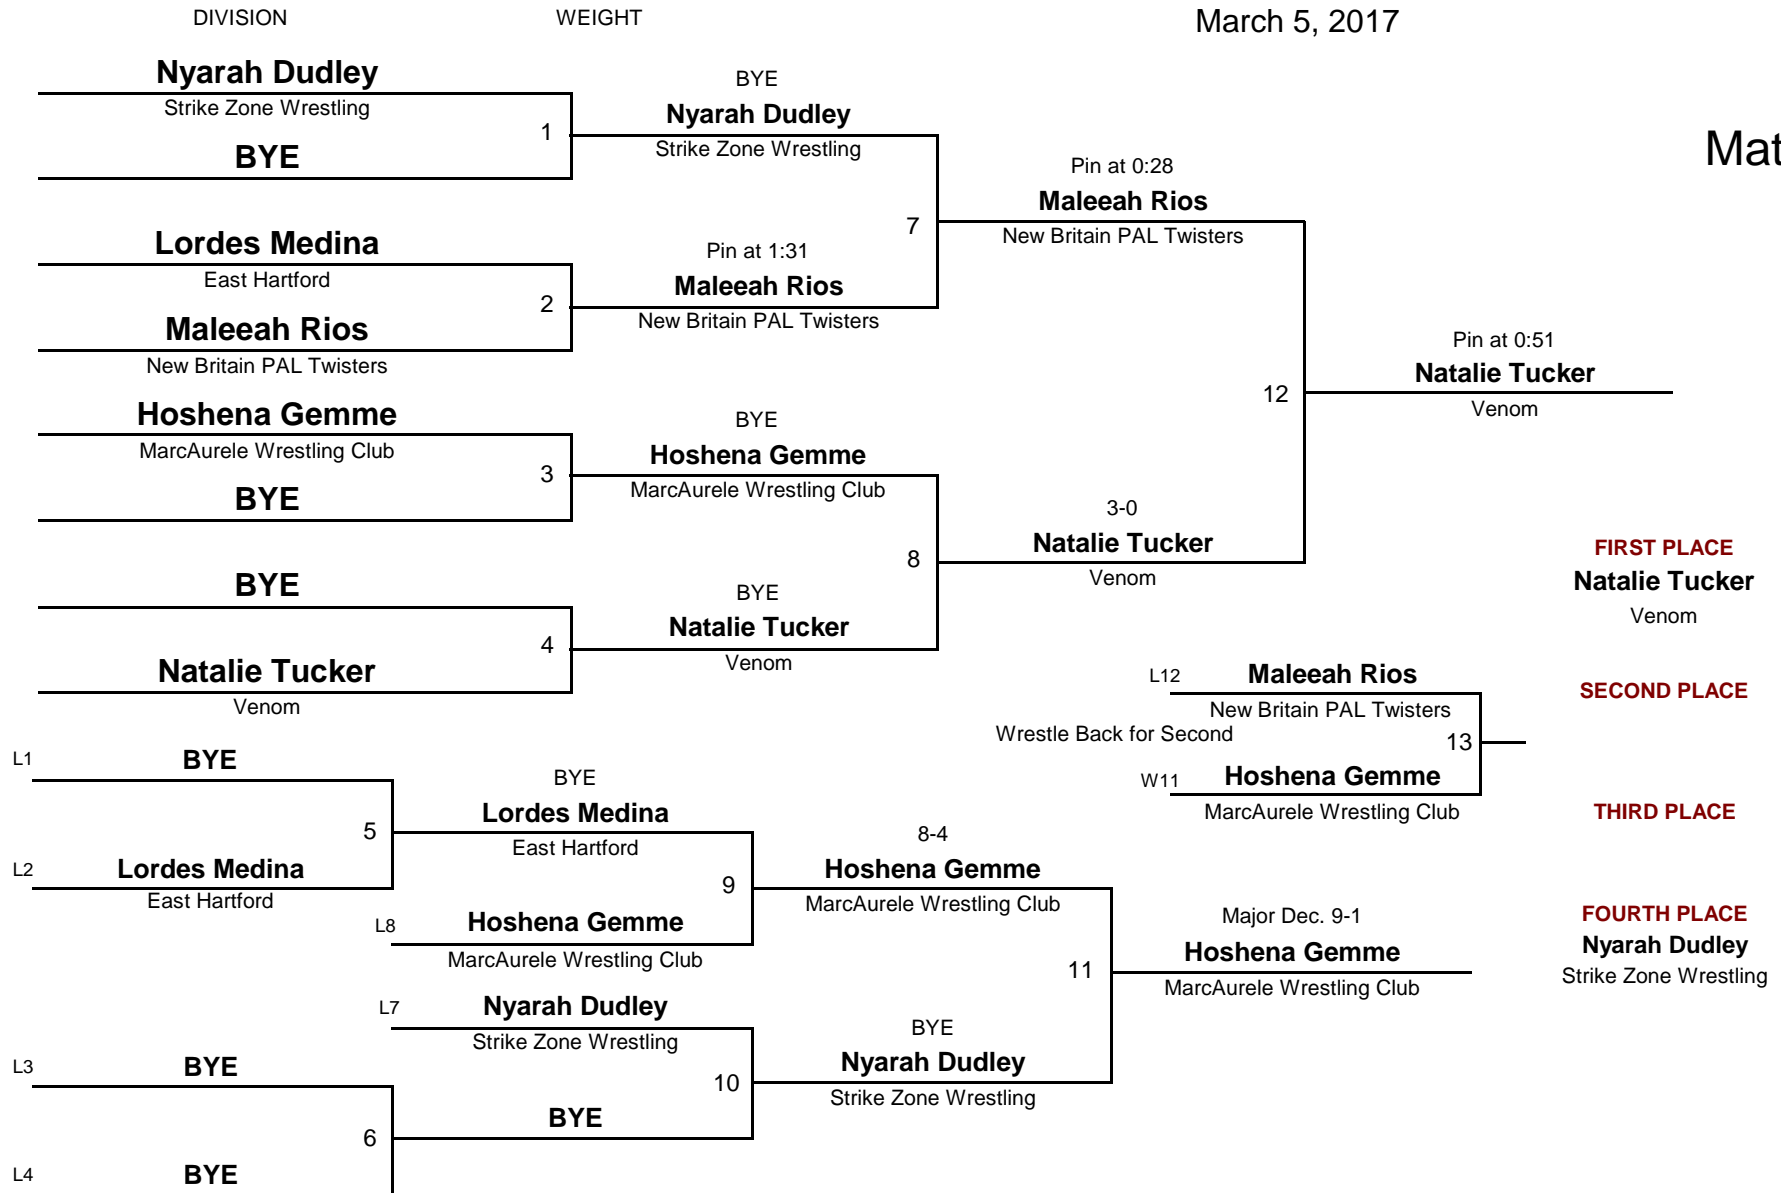 DIVISION WEIGHT March 5, 2017
Nyarah Dudley
Strike Zone Wrestling
1
BYE
BYE
Nyarah Dudley
Strike Zone Wrestling
Mat
Lordes Medina
East Hartford
2
Maleeah Rios
New Britain PAL Twisters
Pin at 1:31
Maleeah Rios
New Britain PAL Twisters
7
Pin at 0:28
Maleeah Rios
New Britain PAL Twisters
Hoshena Gemme
MarcAurele Wrestling Club
3
BYE
BYE
Hoshena Gemme
MarcAurele Wrestling Club
BYE
4
Natalie Tucker
Venom
BYE
Natalie Tucker
Venom
8
3-0
Natalie Tucker
Venom
12
Pin at 0:51
Natalie Tucker
Venom
FIRST PLACE
Natalie Tucker
Venom
L12 Maleeah Rios
New Britain PAL Twisters
Wrestle Back for Second
13
W11 Hoshena Gemme
MarcAurele Wrestling Club
SECOND PLACE
THIRD PLACE
FOURTH PLACE
Nyarah Dudley
Strike Zone Wrestling
L1 BYE
5
L2 Lordes Medina
East Hartford
BYE
Lordes Medina
East Hartford
9
L8 Hoshena Gemme
MarcAurele Wrestling Club
8-4
Hoshena Gemme
MarcAurele Wrestling Club
L7 Nyarah Dudley
Strike Zone Wrestling
10
BYE
L3 BYE
6
L4 BYE
BYE
Nyarah Dudley
Strike Zone Wrestling
11
Major Dec. 9-1
Hoshena Gemme
MarcAurele Wrestling Club